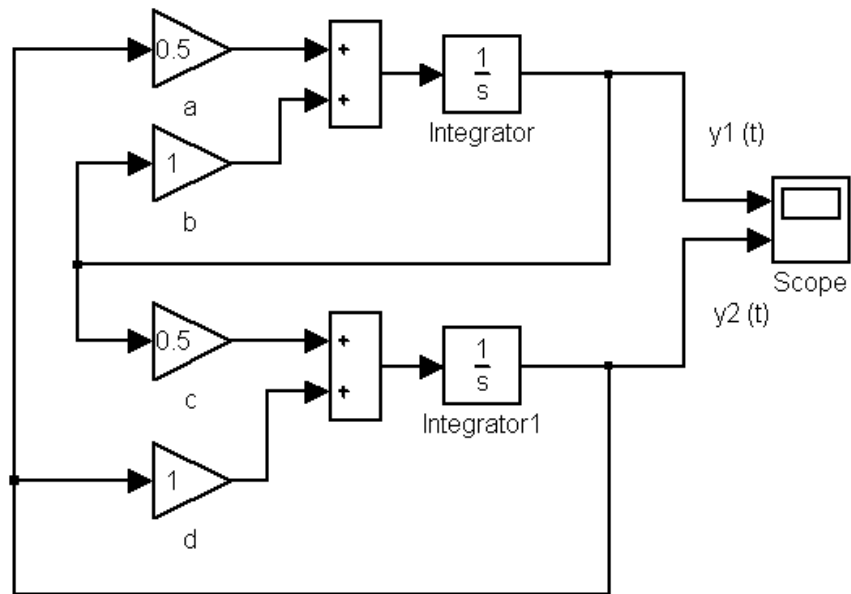 0.5
a
+
+
1
s
Integrator
1
b
y1 (t)
Scope
y2 (t)
0.5
c
+
+
1
s
Integrator1
1
d